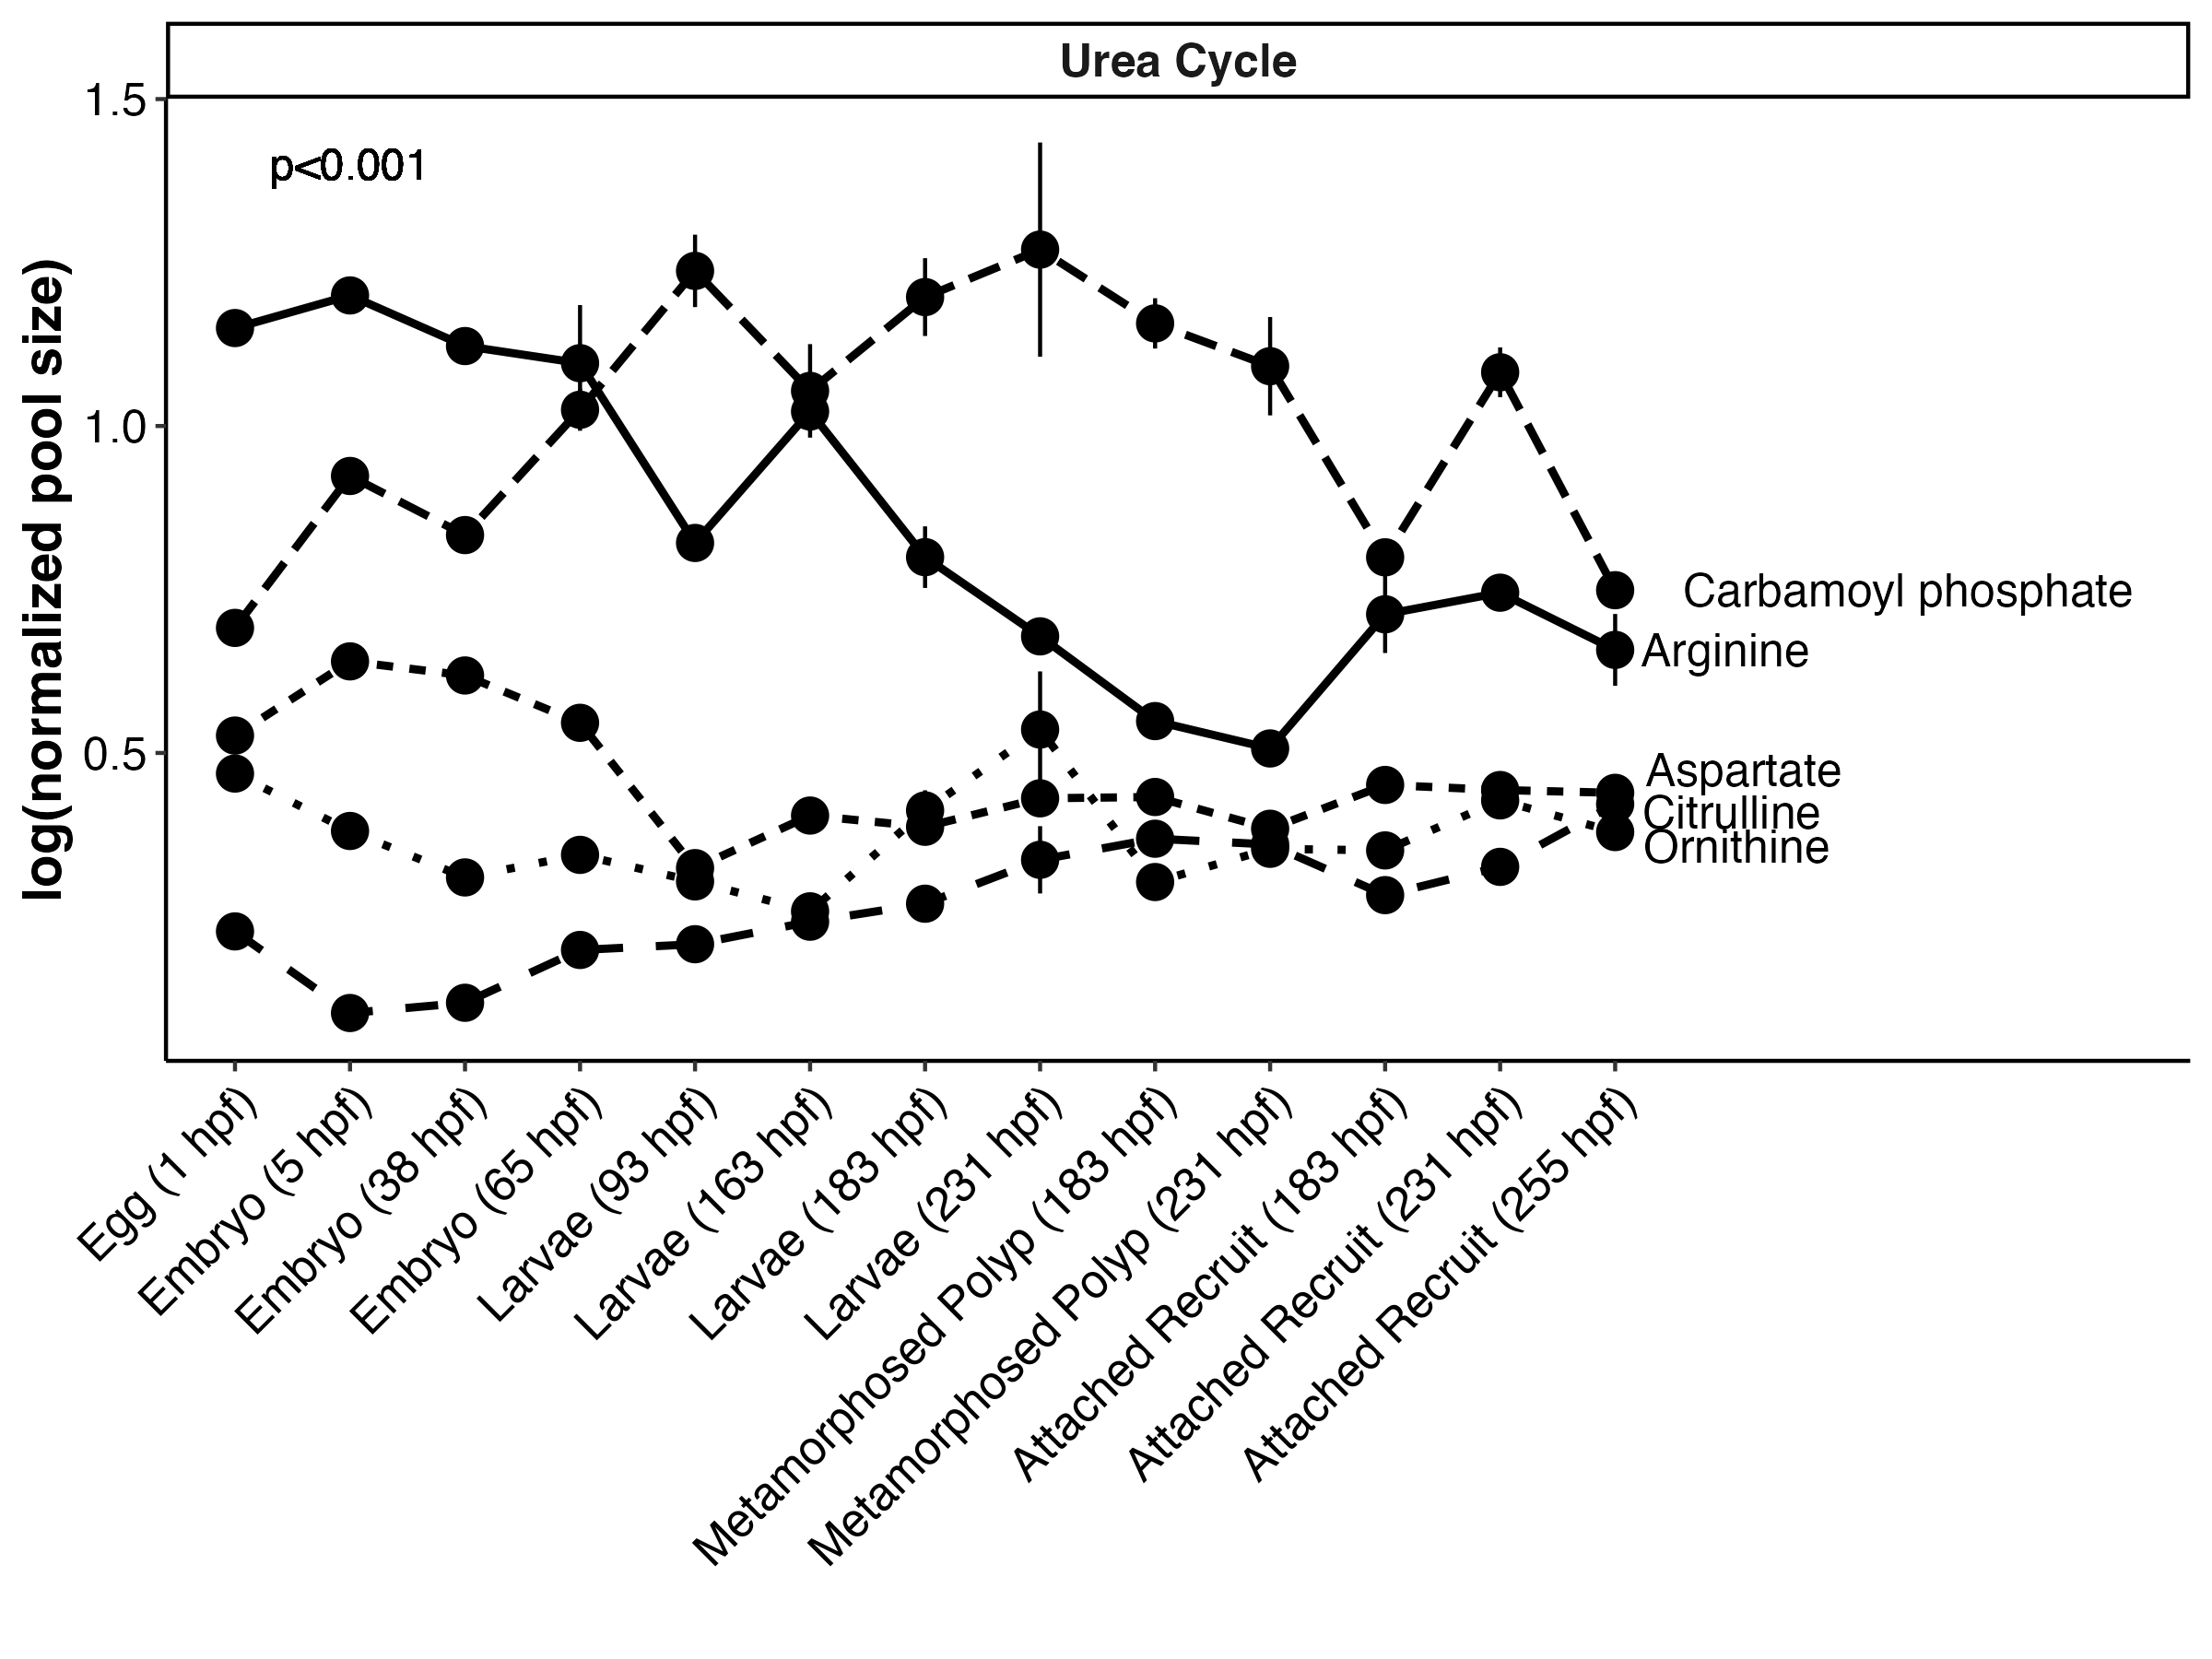 Urea Cycle
1.5
p<0.001
log(normalized pool size)
1.0
Carbamoyl phosphate
Arginine
0.5
Aspartate
Citrulline
Ornithine
Egg (1 hpf)
Embryo (5 hpf)
Embryo (38 hpf)
Embryo (65 hpf)
Larvae (93 hpf)
Larvae (163 hpf)
Larvae (183 hpf)
Larvae (231 hpf)
Metamorphosed Polyp (183 hpf)
Metamorphosed Polyp (231 hpf)
Attached Recruit (183 hpf)
Attached Recruit (231 hpf)
Attached Recruit (255 hpf)